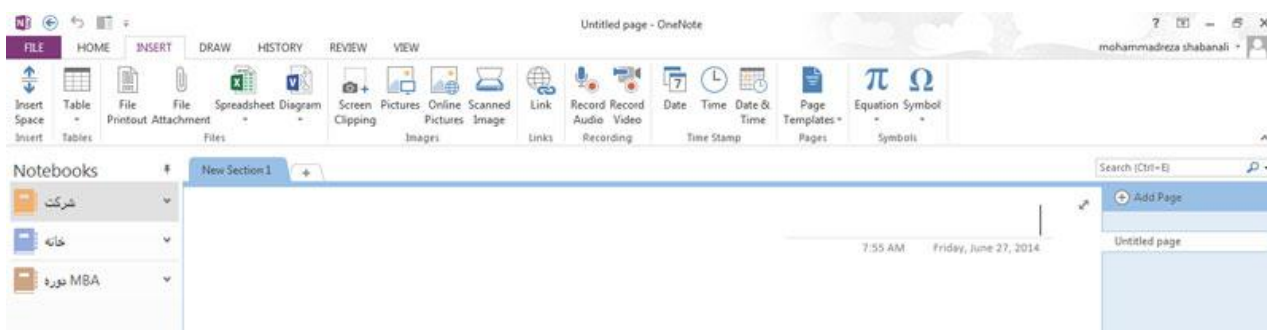 Untitled page - OneNote
FILE HOME INSERT DRAW HISTORY REVIEW VIEW
mohammadreza shabanali
Insert Space
Table
File Printout
File Attachment
Spreadsheet
Diagram
Screen Clipping
Pictures
Online Pictures
Scanned Image
Link
Record Audio
Record Video
Date
Time
Date & Time
Page Templates
Equation
Symbol
Insert Tables Files Images Links Recording Time Stamp Pages Symbols
Notebooks
New Section 1
Search (Ctrl+E)
شرکت
خانه
دوره MBA
Add Page
Untitled page
7:55 AM Friday, June 27, 2014